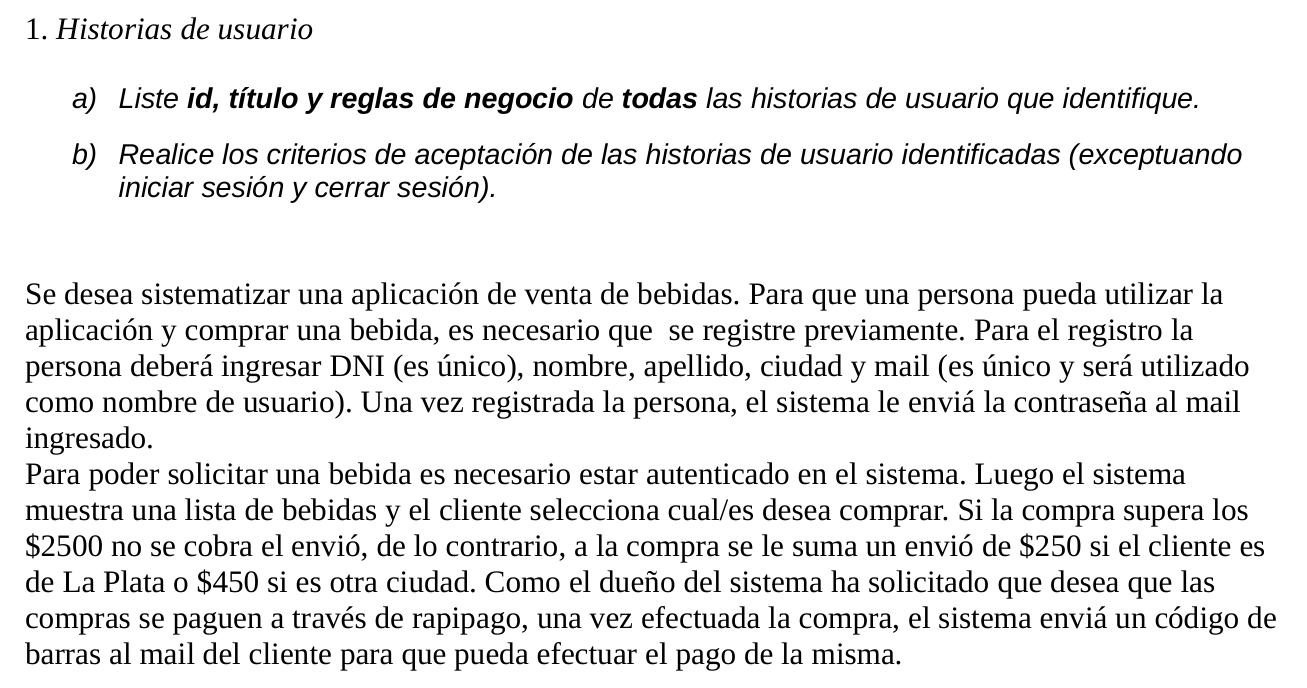 1. Historias de usuario
a) Liste id, título y reglas de negocio de todas las historias de usuario que identifique.
b) Realice los criterios de aceptación de las historias de usuario identificadas (exceptuando
iniciar sesión y cerrar sesión).
Se desea sistematizar una aplicación de venta de bebidas. Para que una persona pueda utilizar la
aplicación y comprar una bebida, es necesario que  se registre previamente. Para el registro la
persona deberá ingresar DNI (es único), nombre, apellido, ciudad y mail (es único y será utilizado
como nombre de usuario). Una vez registrada la persona, el sistema le enviá la contraseña al mail
ingresado.
Para poder solicitar una bebida es necesario estar autenticado en el sistema. Luego el sistema
muestra una lista de bebidas y el cliente selecciona cual/es desea comprar. Si la compra supera los
$2500 no se cobra el envió, de lo contrario, a la compra se le suma un envió de $250 si el cliente es
de La Plata o $450 si es otra ciudad. Como el dueño del sistema ha solicitado que desea que las
compras se paguen a través de rapipago, una vez efectuada la compra, el sistema enviá un código de
barras al mail del cliente para que pueda efectuar el pago de la misma.